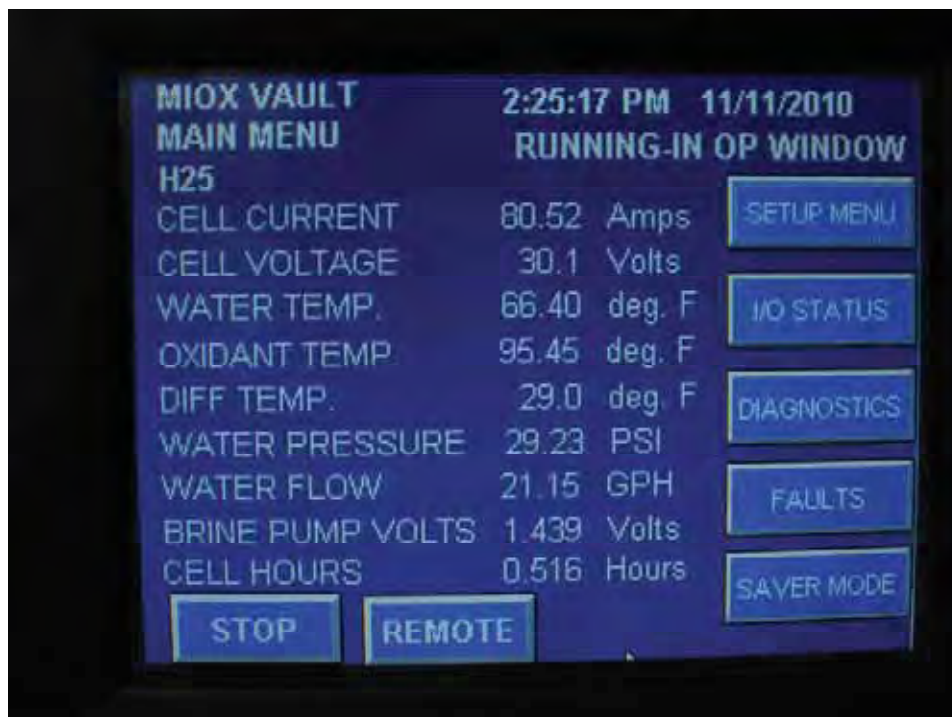 MIOX VAULT 2:25:17 PM 11/11/2010
MAIN MENU RUNNING-IN OP WINDOW
H25
CELL CURRENT 80.52 Amps SETUP MENU
CELL VOLTAGE 30.1 Volts
WATER TEMP. 66.40 deg. F I/O STATUS
OXIDANT TEMP 95.45 deg. F
DIFF TEMP. 29.0 deg. F DIAGNOSTICS
WATER PRESSURE 29.23 PSI
WATER FLOW 21.15 GPH FAULTS
BRINE PUMP VOLTS 1.439 Volts
CELL HOURS 0.516 Hours SAVER MODE
STOP REMOTE